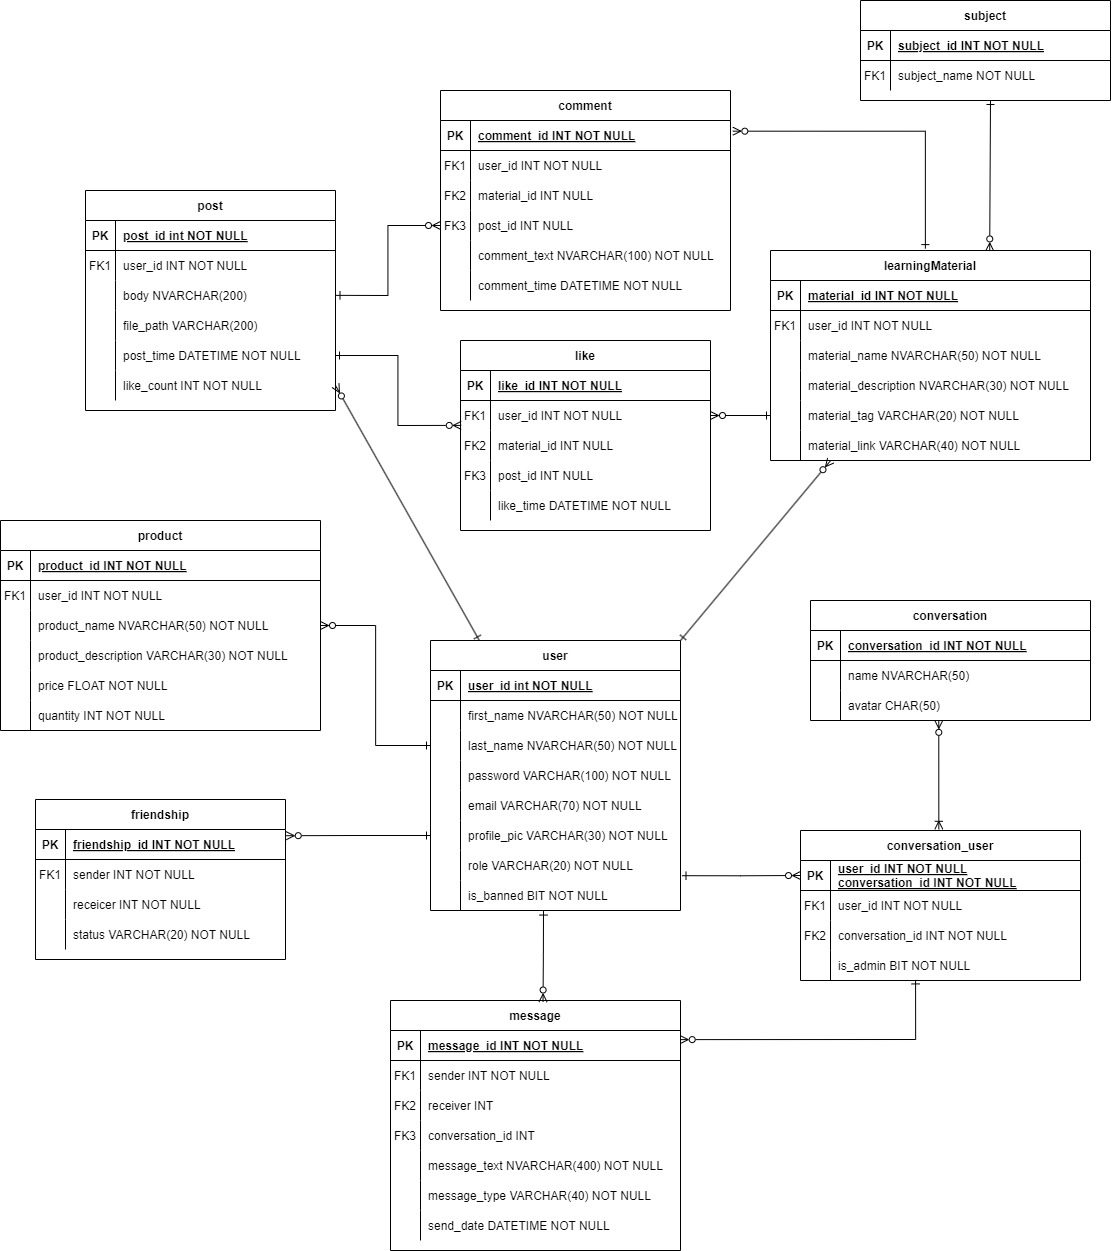 subject
PK subject_id INT NOT NULL
FK1 subject_name NOT NULL
comment
PK comment_id INT NOT NULL
FK1 user_id INT NOT NULL
FK2 material_id INT NULL
FK3 post_id INT NULL
comment_text NVARCHAR(100) NOT NULL
comment_time DATETIME NOT NULL
post
PK post_id int NOT NULL
FK1 user_id INT NOT NULL
body NVARCHAR(200)
file_path VARCHAR(200)
post_time DATETIME NOT NULL
like_count INT NOT NULL
learningMaterial
PK material_id INT NOT NULL
FK1 user_id INT NOT NULL
material_name NVARCHAR(50) NOT NULL
material_description NVARCHAR(30) NOT NULL
material_tag VARCHAR(20) NOT NULL
material_link VARCHAR(40) NOT NULL
like
PK like_id INT NOT NULL
FK1 user_id INT NOT NULL
FK2 material_id INT NULL
FK3 post_id INT NULL
like_time DATETIME NOT NULL
product
PK product_id INT NOT NULL
FK1 user_id INT NOT NULL
product_name NVARCHAR(50) NOT NULL
product_description VARCHAR(30) NOT NULL
price FLOAT NOT NULL
quantity INT NOT NULL
user
PK user_id int NOT NULL
first_name NVARCHAR(50) NOT NULL
last_name NVARCHAR(50) NOT NULL
password VARCHAR(100) NOT NULL
email VARCHAR(70) NOT NULL
profile_pic VARCHAR(30) NOT NULL
role VARCHAR(20) NOT NULL
is_banned BIT NOT NULL
conversation
PK conversation_id INT NOT NULL
name NVARCHAR(50)
avatar CHAR(50)
friendship
PK friendship_id INT NOT NULL
FK1 sender INT NOT NULL
receicer INT NOT NULL
status VARCHAR(20) NOT NULL
conversation_user
PK user_id INT NOT NULL
conversation_id INT NOT NULL
FK1 user_id INT NOT NULL
FK2 conversation_id INT NOT NULL
is_admin BIT NOT NULL
message
PK message_id INT NOT NULL
FK1 sender INT NOT NULL
FK2 receiver INT
FK3 conversation_id INT
message_text NVARCHAR(400) NOT NULL
message_type VARCHAR(40) NOT NULL
send_date DATETIME NOT NULL